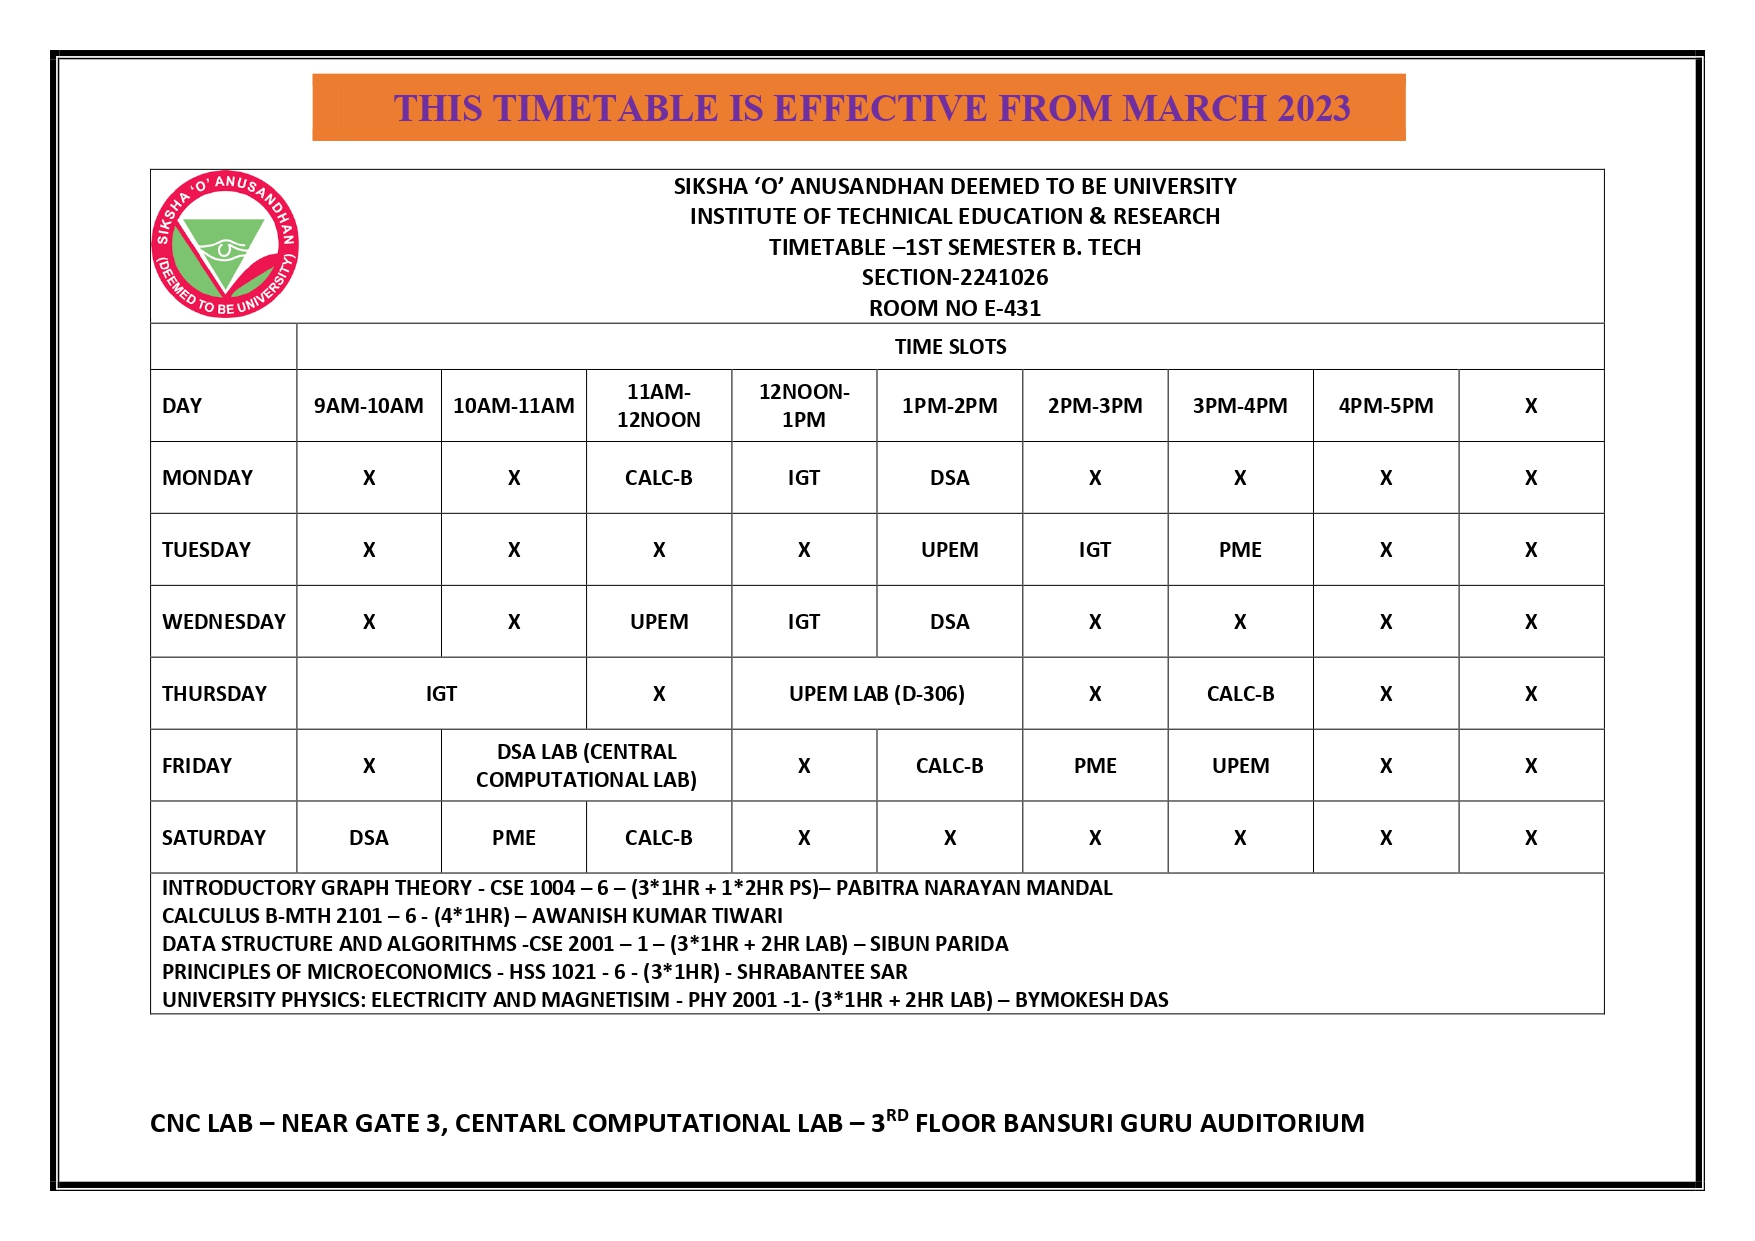 THIS TIMETABLE IS EFFECTIVE FROM MARCH 2023
SIKSHA 'O' ANUSANDHAN
(DEEMED TO BE UNIVERSITY)
SIKSHA ‘O’ ANUSANDHAN DEEMED TO BE UNIVERSITY
INSTITUTE OF TECHNICAL EDUCATION & RESEARCH
TIMETABLE –1ST SEMESTER B. TECH
SECTION-2241026
ROOM NO E-431
TIME SLOTS
DAY 9AM-10AM 10AM-11AM 11AM-12NOON 12NOON-1PM 1PM-2PM 2PM-3PM 3PM-4PM 4PM-5PM X
MONDAY X X CALC-B IGT DSA X X X X
TUESDAY X X X X UPEM IGT PME X X
WEDNESDAY X X UPEM IGT DSA X X X X
THURSDAY IGT X UPEM LAB (D-306) X CALC-B X X
FRIDAY X DSA LAB (CENTRAL COMPUTATIONAL LAB) X CALC-B PME UPEM X X
SATURDAY DSA PME CALC-B X X X X X X
INTRODUCTORY GRAPH THEORY - CSE 1004 – 6 – (3*1HR + 1*2HR PS)– PABITRA NARAYAN MANDAL
CALCULUS B-MTH 2101 – 6 - (4*1HR) – AWANISH KUMAR TIWARI
DATA STRUCTURE AND ALGORITHMS -CSE 2001 – 1 – (3*1HR + 2HR LAB) – SIBUN PARIDA
PRINCIPLES OF MICROECONOMICS - HSS 1021 - 6 - (3*1HR) - SHRABANTEE SAR
UNIVERSITY PHYSICS: ELECTRICITY AND MAGNETISIM - PHY 2001 -1- (3*1HR + 2HR LAB) – BYMOKESH DAS
CNC LAB – NEAR GATE 3, CENTARL COMPUTATIONAL LAB – 3RD FLOOR BANSURI GURU AUDITORIUM